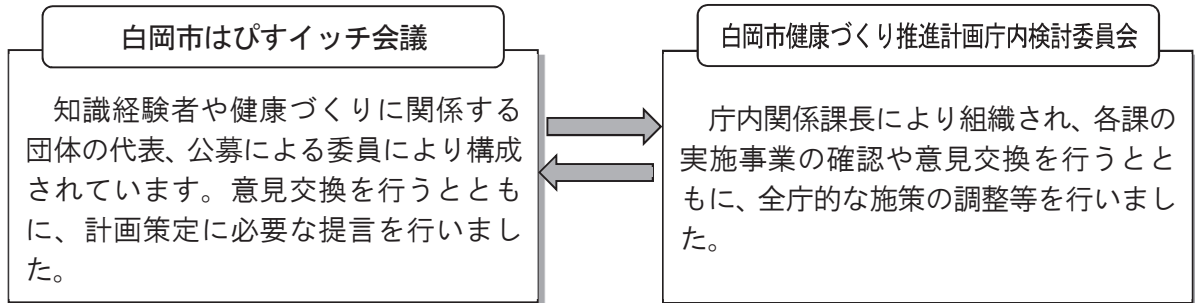 白岡市はぴすイッチ会議
知識経験者や健康づくりに関係する
団体の代表、公募による委員により構成
されています。意見交換を行うととも
に、計画策定に必要な提言を行いまし
た。
白岡市健康づくり推進計画庁内検討委員会
庁内関係課長により組織され、各課の
実施事業の確認や意見交換を行うとと
もに、全庁的な施策の調整等を行いまし
た。